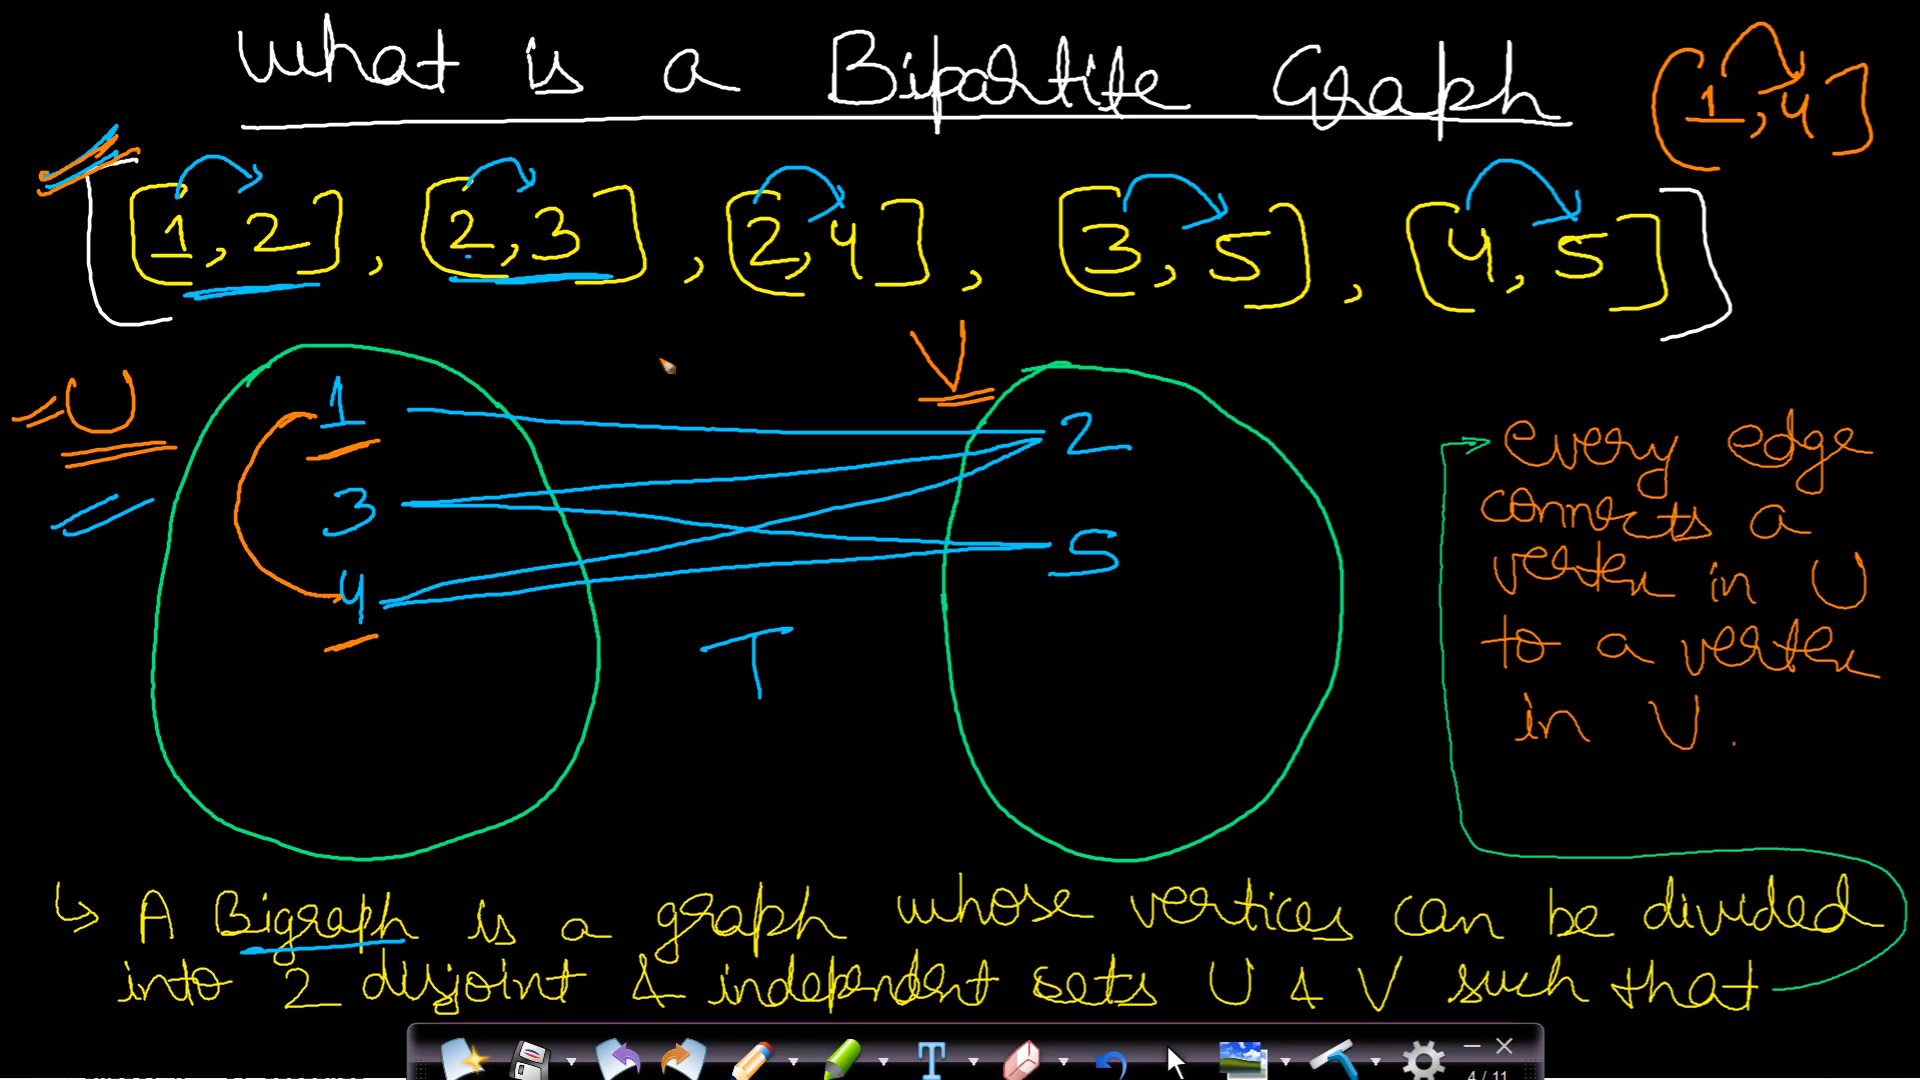 What is a Bipartite Graph
[1,4]
[[1,2], [2,3], [2,4], [3,5], [4,5]]
U
V
1
2
3
5
4
T
every edge
connects a
vertex in U
to a vertex
in V.
↳ A Bigraph is a graph whose vertices can be divided
into 2 disjoint & independent sets U & V such that
T
4 / 11